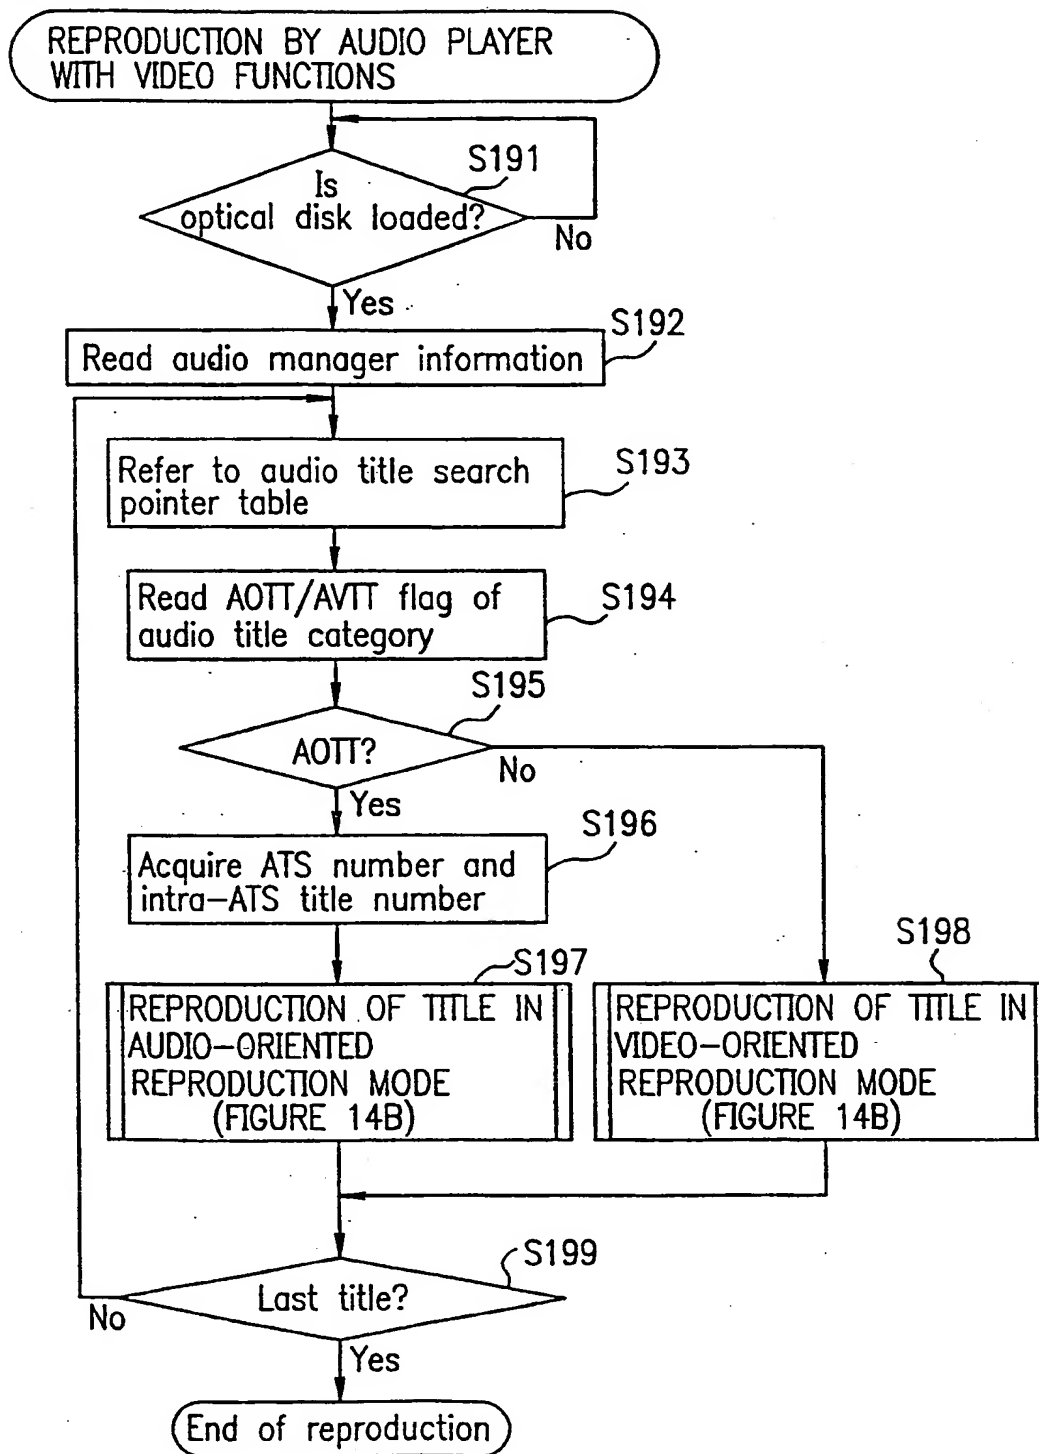 REPRODUCTION BY AUDIO PLAYER
WITH VIDEO FUNCTIONS
S191
Is
optical disk loaded?
No
Yes
S192
Read audio manager information
Refer to audio title search
pointer table
S193
Read AOTT/AVTT flag of
audio title category
S194
S195
AOTT?
No
Yes
S196
Acquire ATS number and
intra-ATS title number
S197
REPRODUCTION OF TITLE IN
AUDIO-ORIENTED
REPRODUCTION MODE
(FIGURE 14B)
S198
REPRODUCTION OF TITLE IN
VIDEO-ORIENTED
REPRODUCTION MODE
(FIGURE 14B)
S199
Last title?
No
Yes
End of reproduction